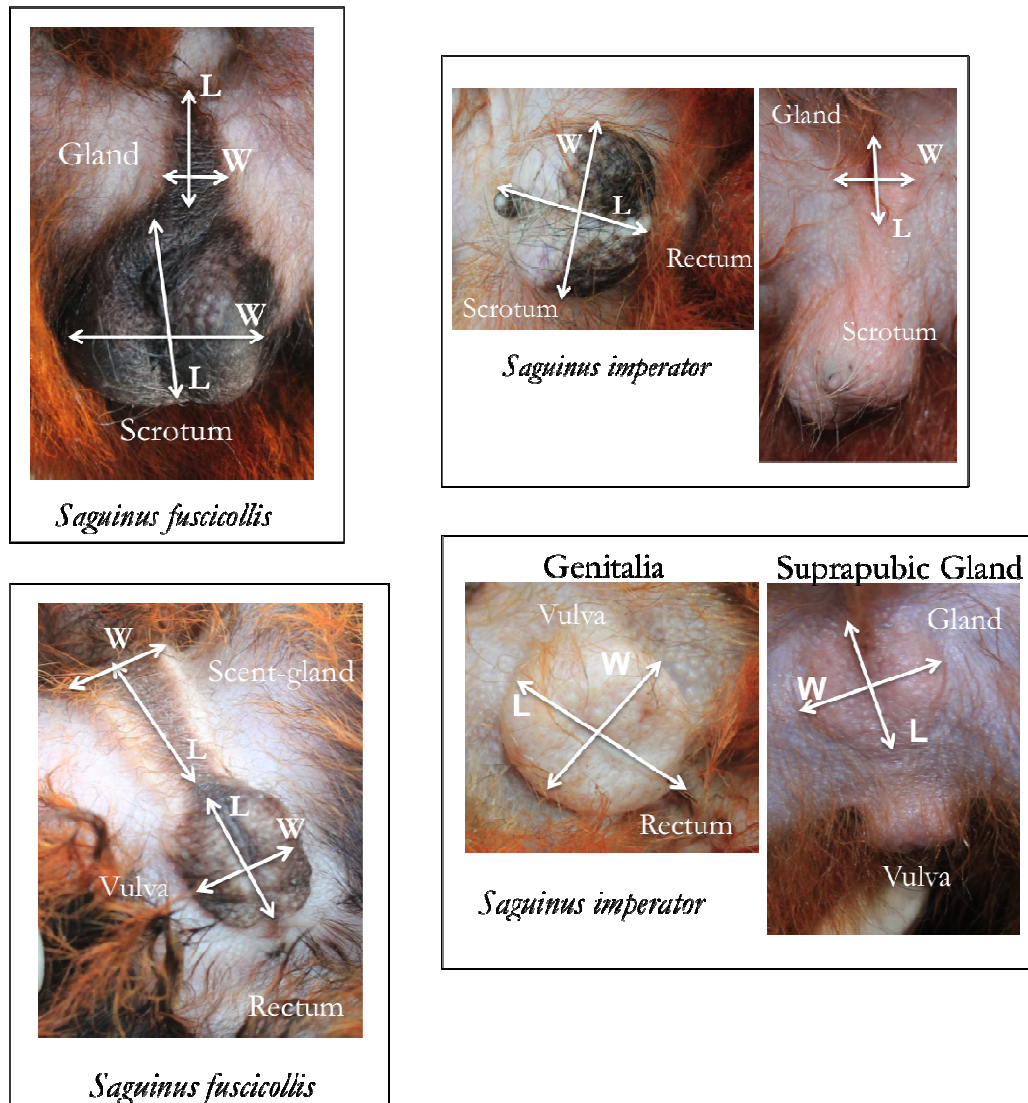 L
Gland
W
W
L
Scrotum
Saguinus fuscicollis
W
L
Rectum
Scrotum
Saguinus imperator
Gland
W
L
Scrotum
W
Scent-gland
L
L
W
Vulva
Rectum
Saguinus fuscicollis
Genitalia
Vulva
W
L
Rectum
Saguinus imperator
Suprapubic Gland
Gland
W
L
Vulva